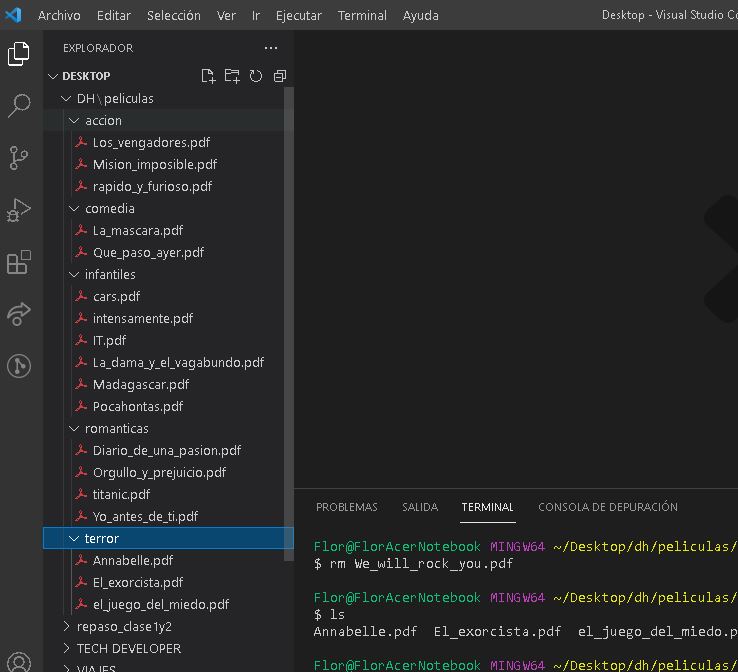 Archivo Editar Selección Ver Ir Ejecutar Terminal Ayuda Desktop - Visual Studio
EXPLORADOR
DESKTOP
DH\peliculas
accion
Los_vengadores.pdf
Mision_imposible.pdf
rapido_y_furioso.pdf
comedia
La_mascara.pdf
Que_paso_ayer.pdf
infantiles
cars.pdf
intensamente.pdf
IT.pdf
La_dama_y_el_vagabundo.pdf
Madagascar.pdf
Pocahontas.pdf
romanticas
Diario_de_una_pasion.pdf
Orgullo_y_prejuicio.pdf
titanic.pdf
Yo_antes_de_ti.pdf
terror
Annabelle.pdf
El_exorcista.pdf
el_juego_del_miedo.pdf
repaso_clase1y2
TECH DEVELOPER
VIAJES
PROBLEMAS SALIDA TERMINAL CONSOLA DE DEPURACIÓN
Flor@FlorAcerNotebook MINGW64 ~/Desktop/dh/peliculas/
$ rm We_will_rock_you.pdf
Flor@FlorAcerNotebook MINGW64 ~/Desktop/dh/peliculas/
$ ls
Annabelle.pdf El_exorcista.pdf el_juego_del_miedo.p
Flor@FlorAcerNotebook MINGW64 ~/Desktop/dh/peliculas/